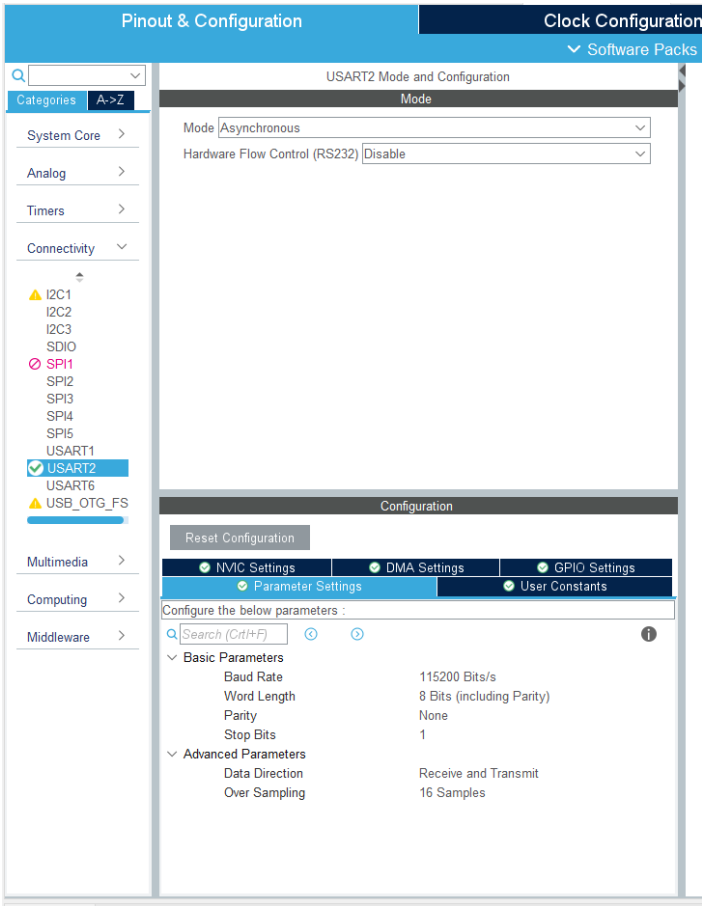 Pinout & Configuration
Clock Configuration
Software Packs
Categories A->Z
System Core
Analog
Timers
Connectivity
I2C1
I2C2
I2C3
SDIO
SPI1
SPI2
SPI3
SPI4
SPI5
USART1
USART2
USART6
USB_OTG_FS
Multimedia
Computing
Middleware
USART2 Mode and Configuration
Mode
Mode Asynchronous
Hardware Flow Control (RS232) Disable
Configuration
Reset Configuration
NVIC Settings DMA Settings GPIO Settings
Parameter Settings User Constants
Configure the below parameters :
Search (Crtl+F)
Basic Parameters
Baud Rate 115200 Bits/s
Word Length 8 Bits (including Parity)
Parity None
Stop Bits 1
Advanced Parameters
Data Direction Receive and Transmit
Over Sampling 16 Samples